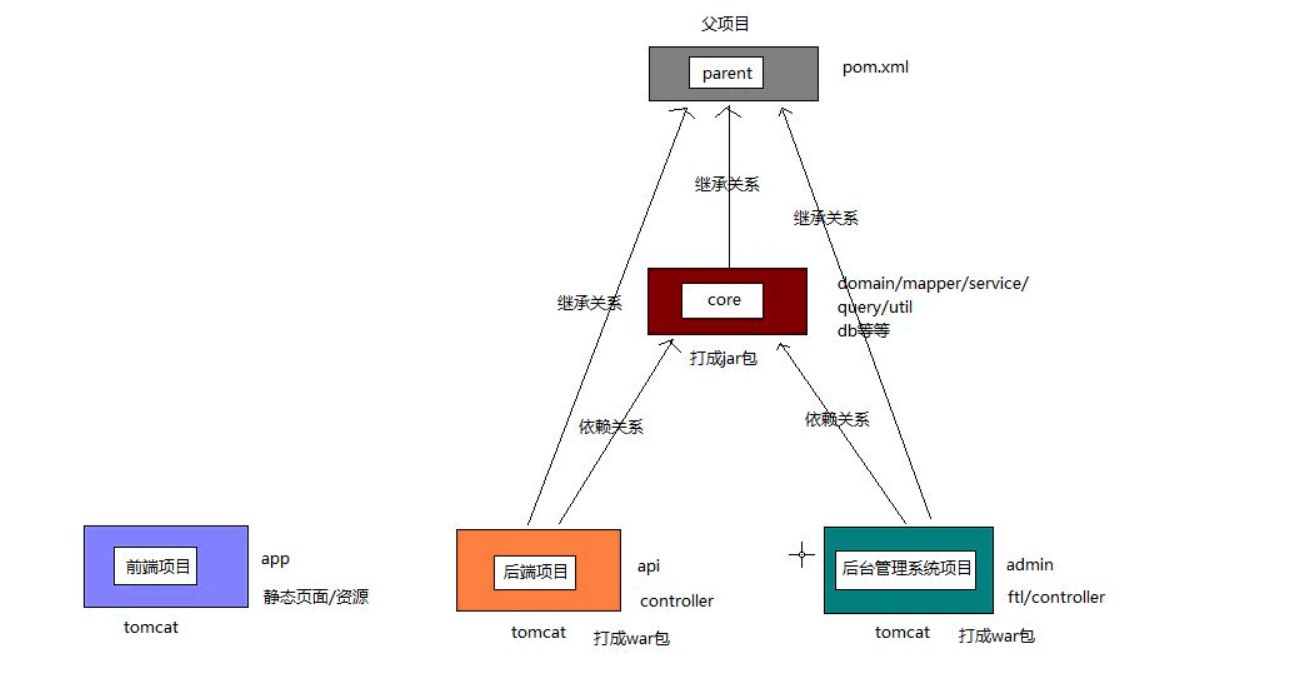 父项目
parent
pom.xml
继承关系
继承关系
继承关系
core
domain/mapper/service/
query/util
db等等
打成jar包
依赖关系
依赖关系
前端项目
app
静态页面/资源
tomcat
后端项目
api
controller
tomcat
打成war包
后台管理系统项目
admin
ftl/controller
tomcat
打成war包